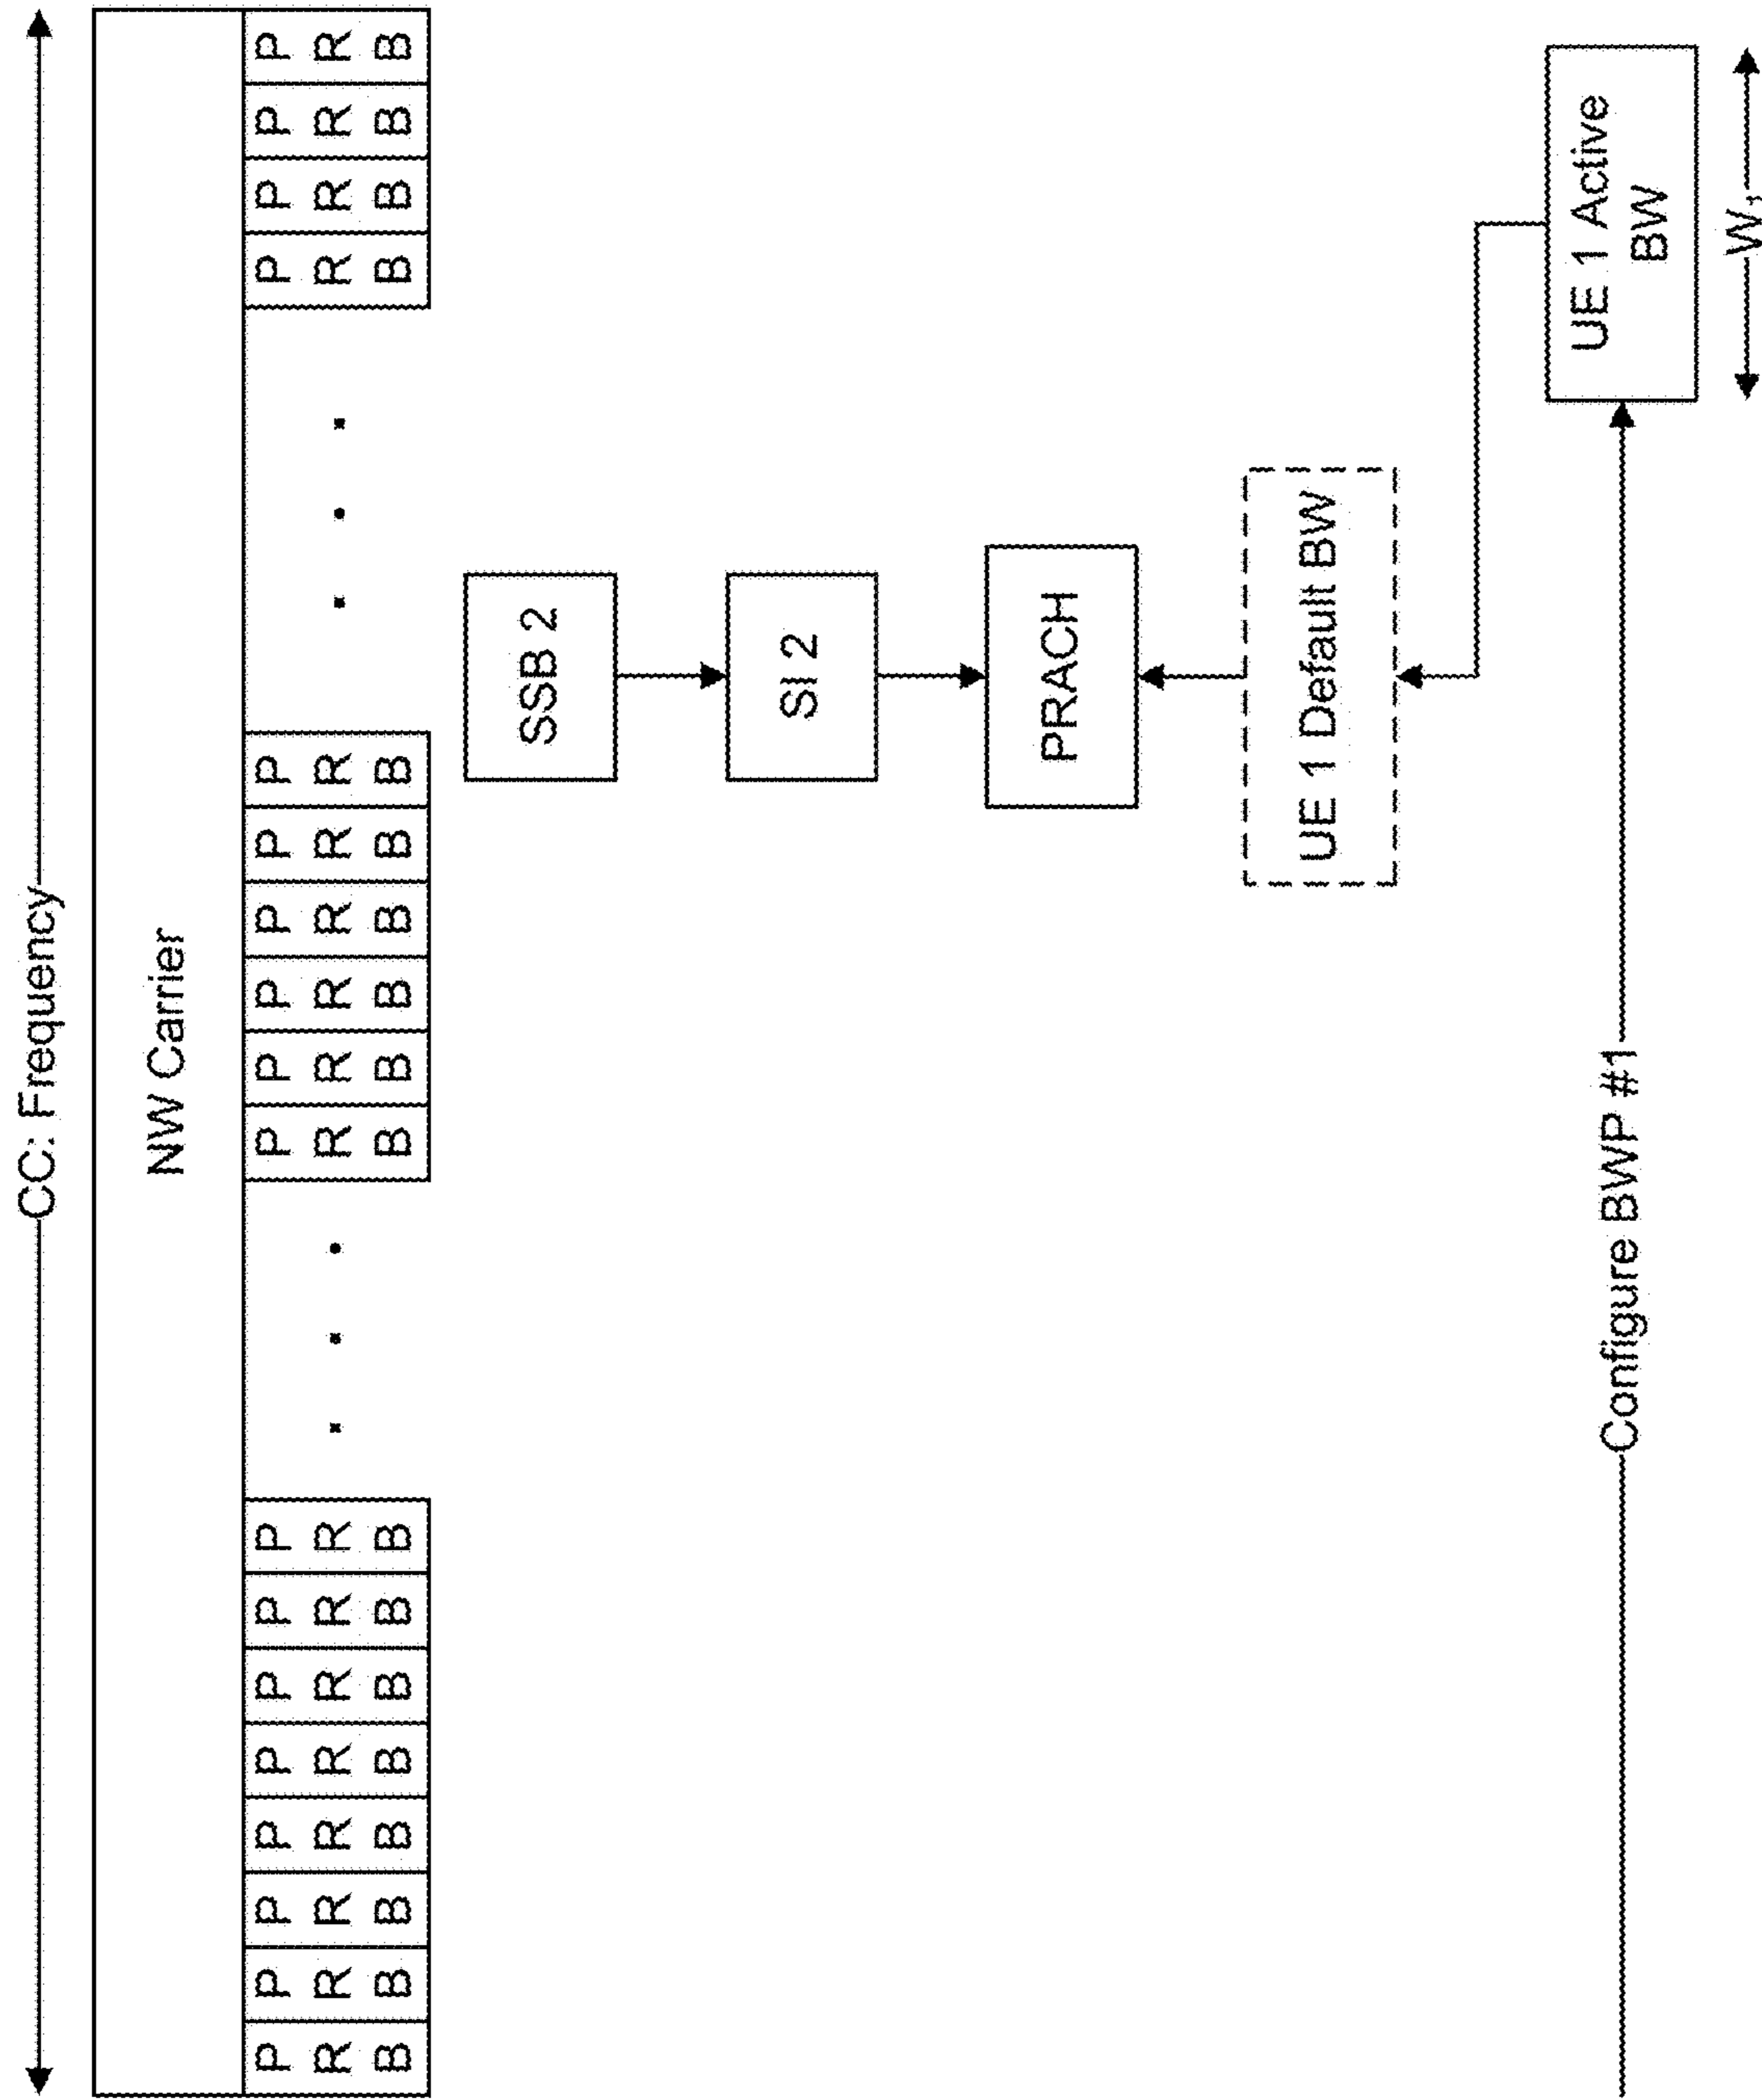 CC: Frequency
NW Carrier
P P P P P P P P P P P P P P P P P P
R R R R R R R R R R R R R R R R R R
B B B B B B B B B B B B B B B B B B
SSB 2
SI 2
PRACH
UE 1 Default BW
Configure BWP #1
UE 1 Active
BW
W₁